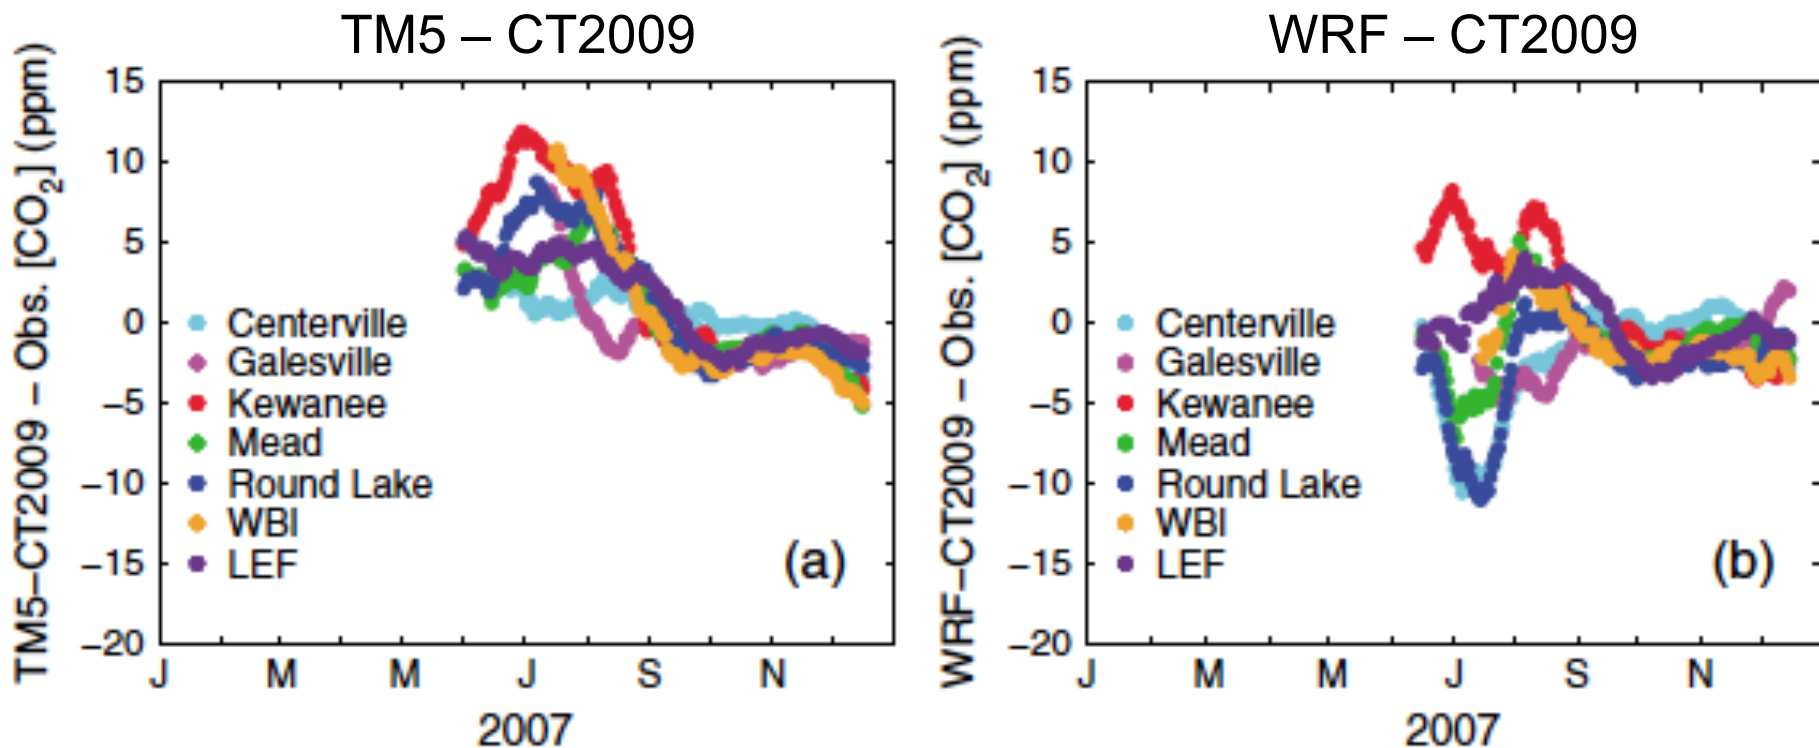 TM5 – CT2009
TM5–CT2009 – Obs. [CO2] (ppm)
15
10
5
0
−5
−10
−15
−20
Centerville
Galesville
Kewanee
Mead
Round Lake
WBI
LEF
(a)
J M M J S N
2007
WRF – CT2009
WRF–CT2009 – Obs. [CO2] (ppm)
15
10
5
0
−5
−10
−15
−20
Centerville
Galesville
Kewanee
Mead
Round Lake
WBI
LEF
(b)
J M M J S N
2007